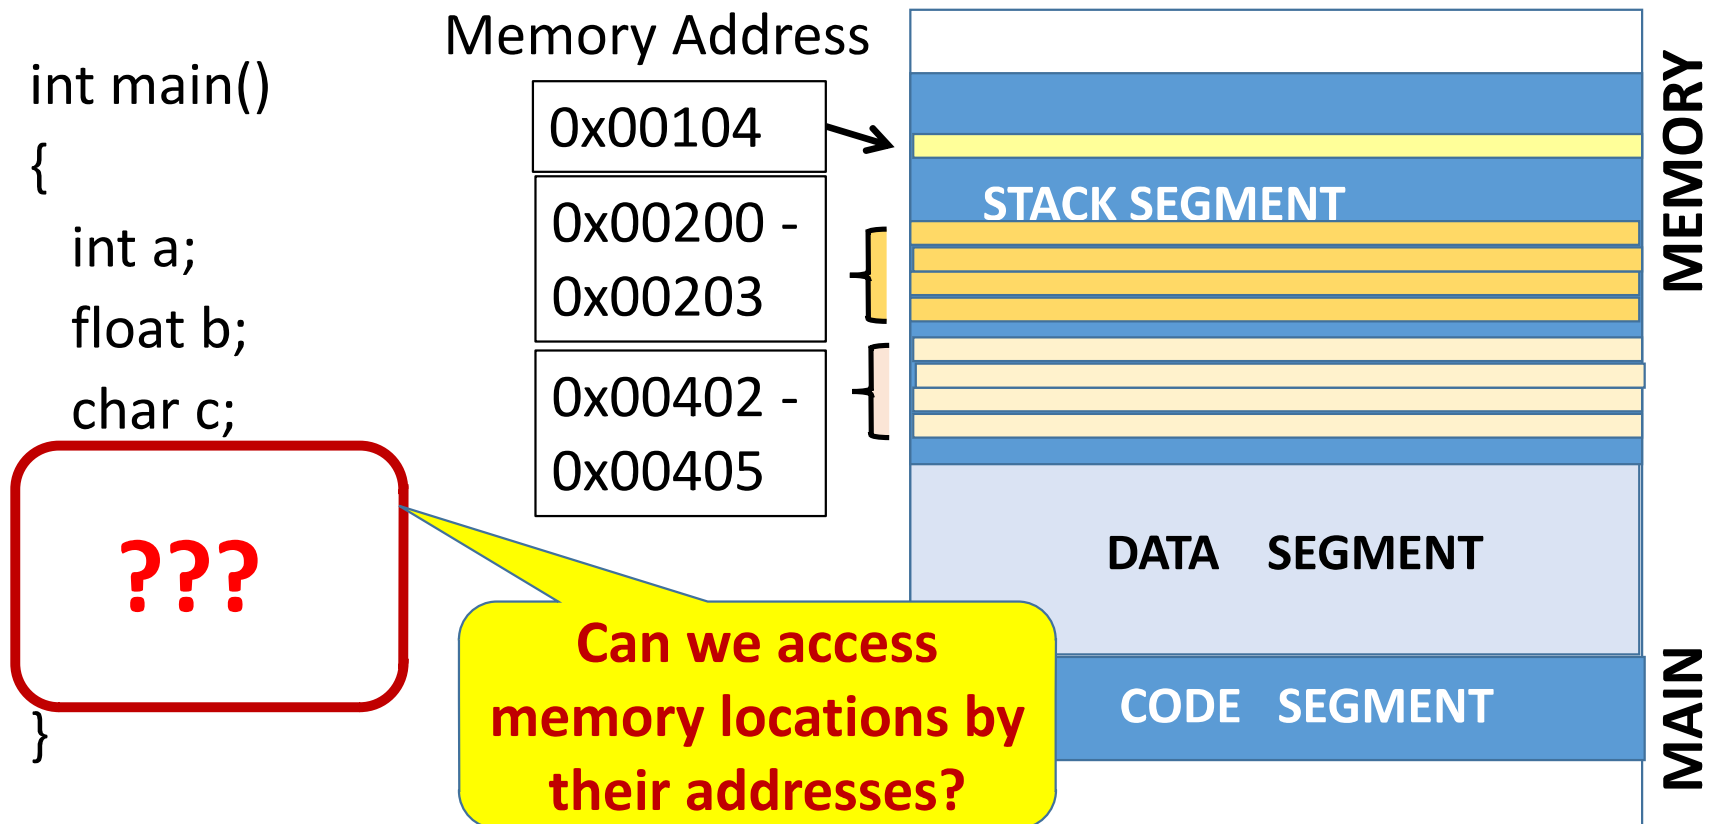 Memory Address
int main()
{
int a;
float b;
char c;
???
}
0x00104
0x00200 -
0x00203
0x00402 -
0x00405
Can we access
memory locations by
their addresses?
STACK SEGMENT
DATA SEGMENT
CODE SEGMENT
MAIN MEMORY